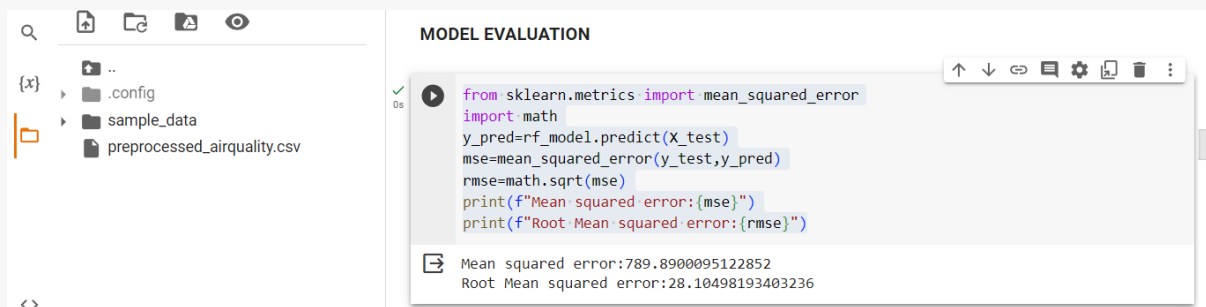 MODEL EVALUATION
{x}
..
.config
sample_data
preprocessed_airquality.csv
0s
from sklearn.metrics import mean_squared_error
import math
y_pred=rf_model.predict(X_test)
mse=mean_squared_error(y_test,y_pred)
rmse=math.sqrt(mse)
print(f"Mean squared error:{mse}")
print(f"Root Mean squared error:{rmse}")
Mean squared error:789.8900095122852
Root Mean squared error:28.10498193403236